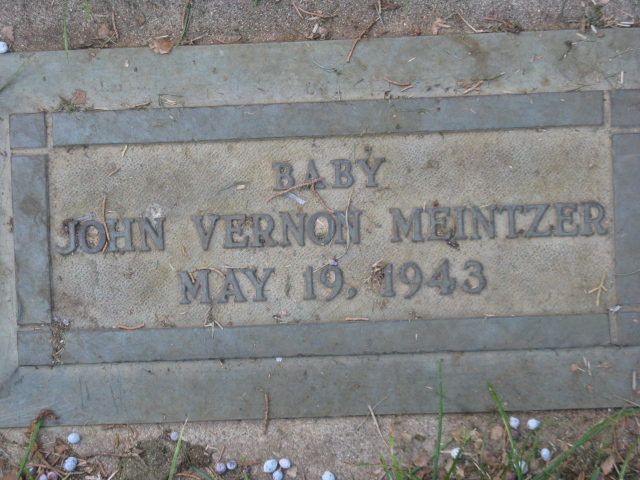 BABY
JOHN VERNON MEINTZER
MAY 19, 1943